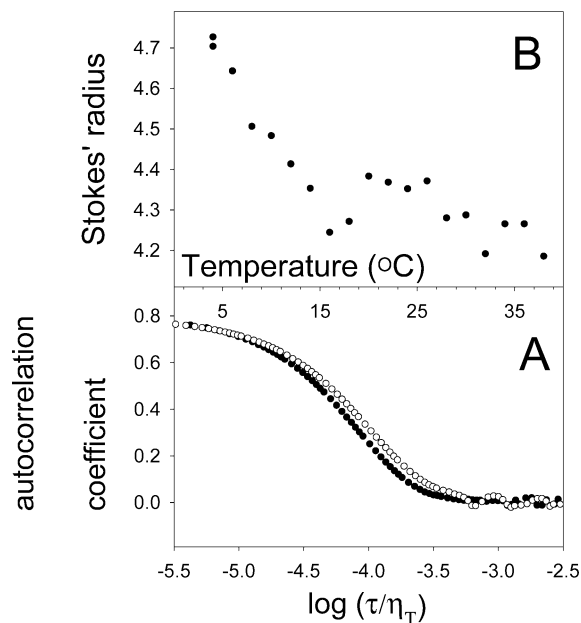 B
Stokes' radius
4.7
4.6
4.5
4.4
4.3
4.2
Temperature (ºC)
5 15 25 35
A
autocorrelation
coefficient
0.8
0.6
0.4
0.2
0.0
-5.5 -5.0 -4.5 -4.0 -3.5 -3.0 -2.5
log (τ/ηT)